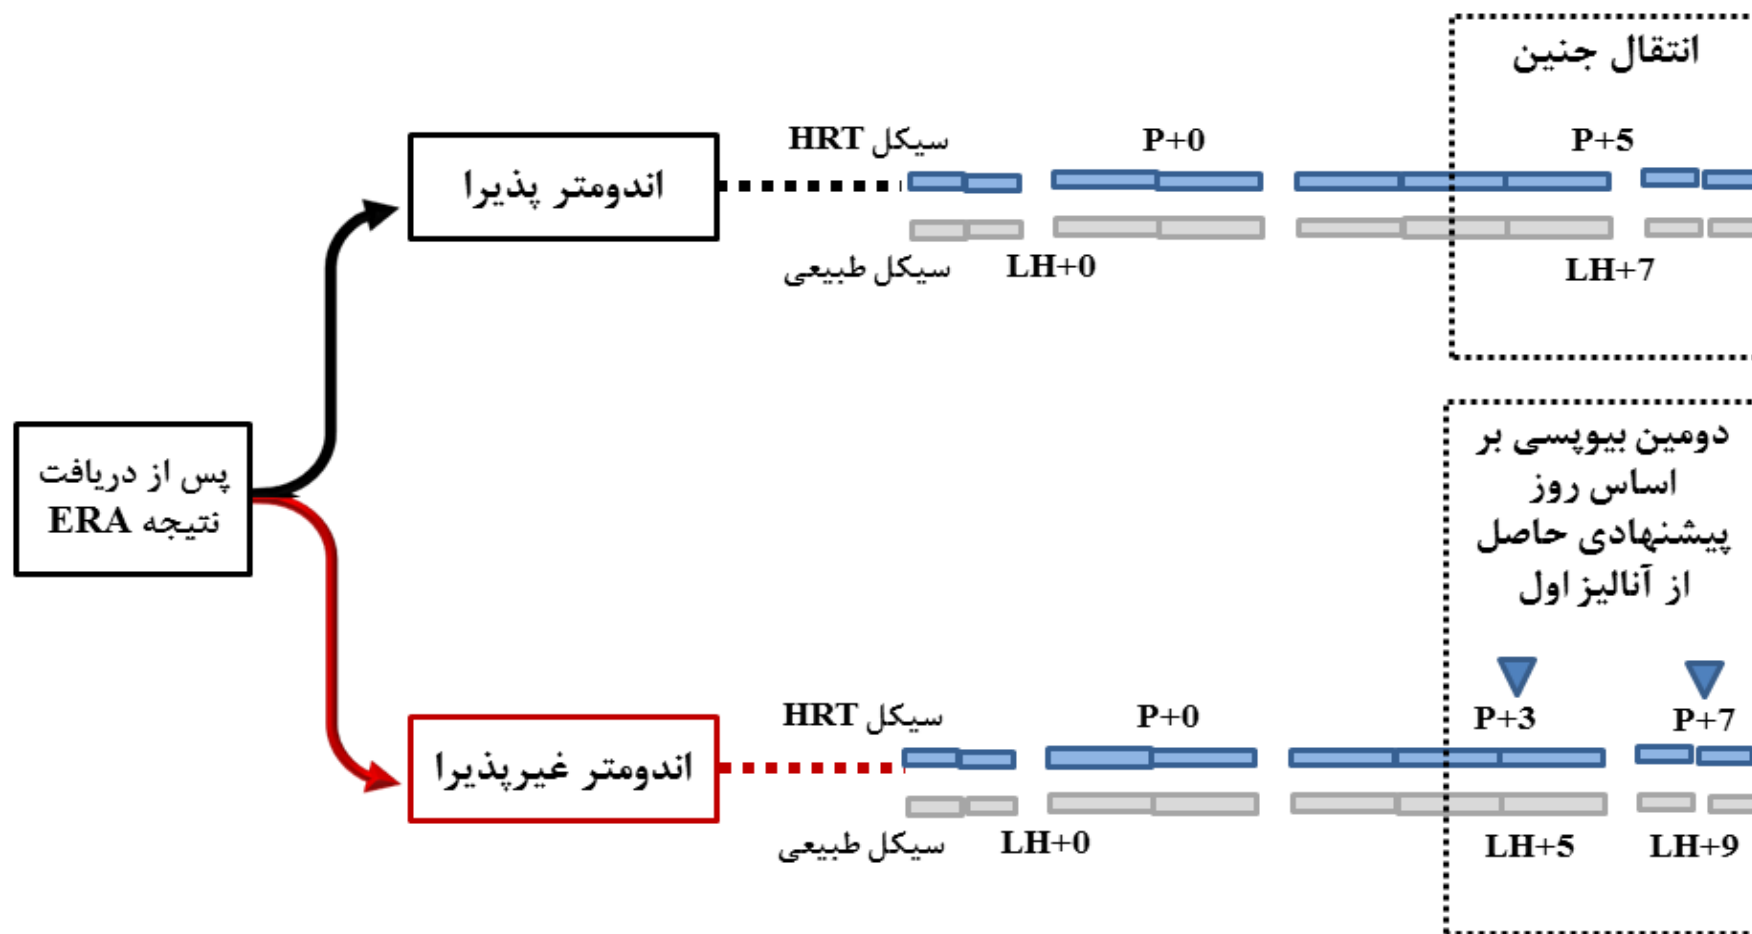 پس از دریافت
نتیجه ERA
اندومتر پذیرا
سیکل HRT
P+0
P+5
سیکل طبیعی
LH+0
LH+7
انتقال جنین
اندومتر غیرپذیرا
سیکل HRT
P+0
P+3
P+7
سیکل طبیعی
LH+0
LH+5
LH+9
دومین بیوپسی بر
اساس روز
پیشنهادی حاصل
از آنالیز اول